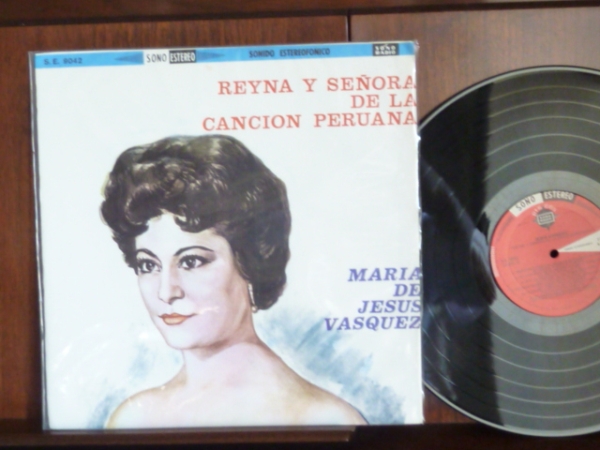 S. E. 8042
SONO ESTEREO
SONIDO ESTEREOFONICO
REYNA Y SEÑORA
DE LA
CANCION PERUANA
MARIA
DE
JESUS
VASQUEZ
SONO ESTEREO